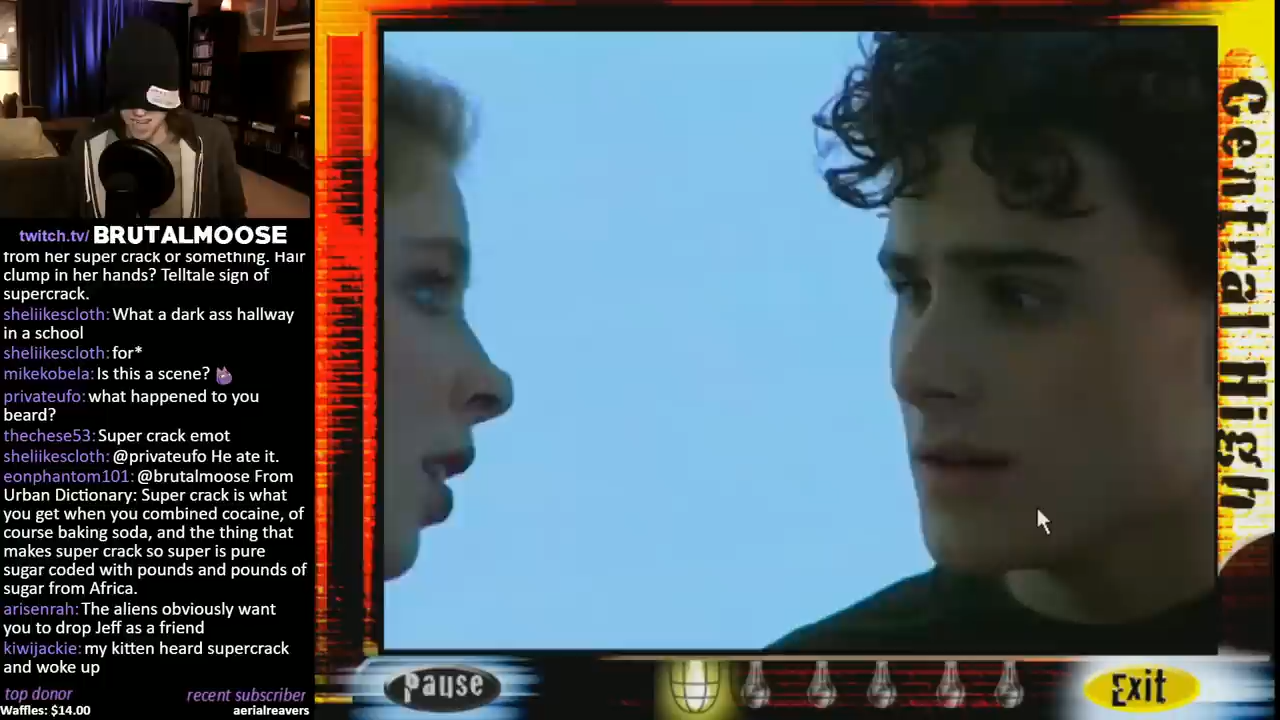 twitch.tv/ BRUTALMOOSE
from her super crack or something. Hair
clump in her hands? Telltale sign of
supercrack.
sheliikescloth: What a dark ass hallway
in a school
sheliikescloth: for*
mikekobela: Is this a scene?
privateufo: what happened to you
beard?
thechese53: Super crack emot
sheliikescloth: @privateufo He ate it.
eonphantom101: @brutalmoose From
Urban Dictionary: Super crack is what
you get when you combined cocaine, of
course baking soda, and the thing that
makes super crack so super is pure
sugar coded with pounds and pounds of
sugar from Africa.
arisenrah: The aliens obviously want
you to drop Jeff as a friend
kiwijackie: my kitten heard supercrack
and woke up
top donor
Waffles: $14.00
recent subscriber
aerialreavers
Central High
Pause
Exit